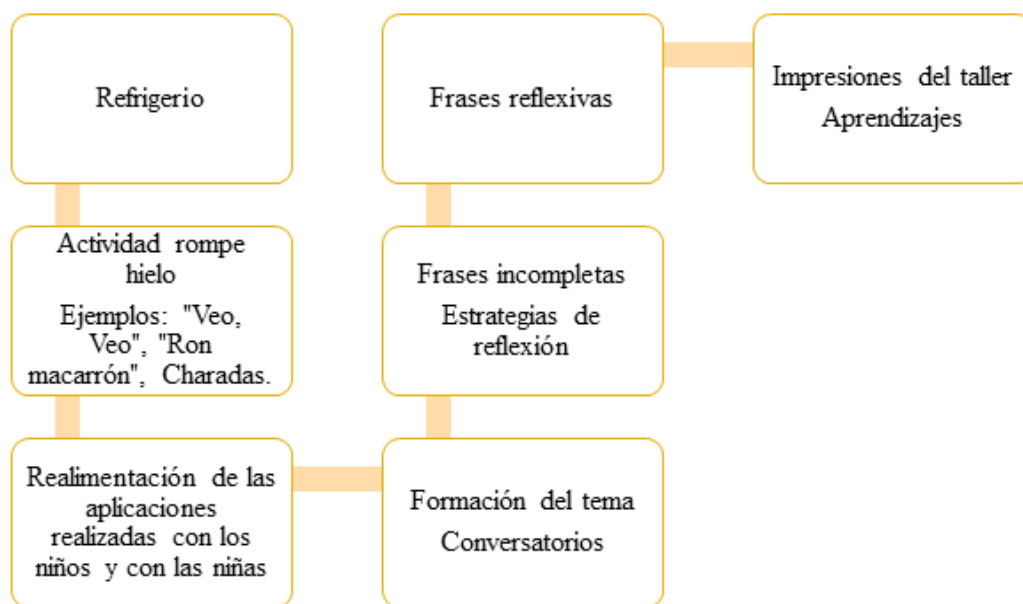 Refrigerio
Actividad rompe
hielo
Ejemplos: "Veo,
Veo", "Ron
macarrón", Charadas.
Realimentación de las
aplicaciones
realizadas con los
niños y con las niñas
Formación del tema
Conversatorios
Frases incompletas
Estrategias de
reflexión
Frases reflexivas
Impresiones del taller
Aprendizajes